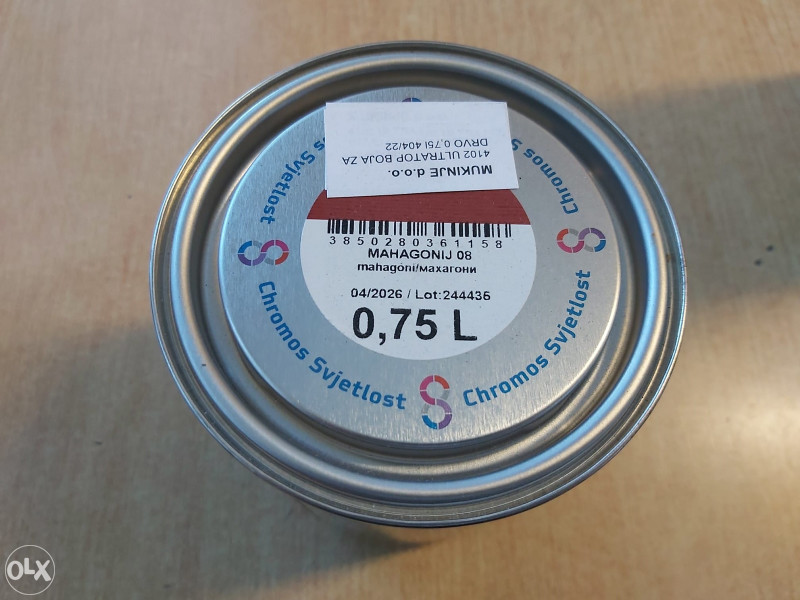 MUKINJE d.o.o.
4102 ULTRATOP BOJA ZA
DRVO 0,75l 404/22
3850280361158
MAHAGONIJ 08
mahagóni/махагони
04/2026 / Lot:244436
0,75 L
Chromos Svjetlost
Chromos Svjetlost
Chromos Svjetlost
Chromos Svjetlost
OLX